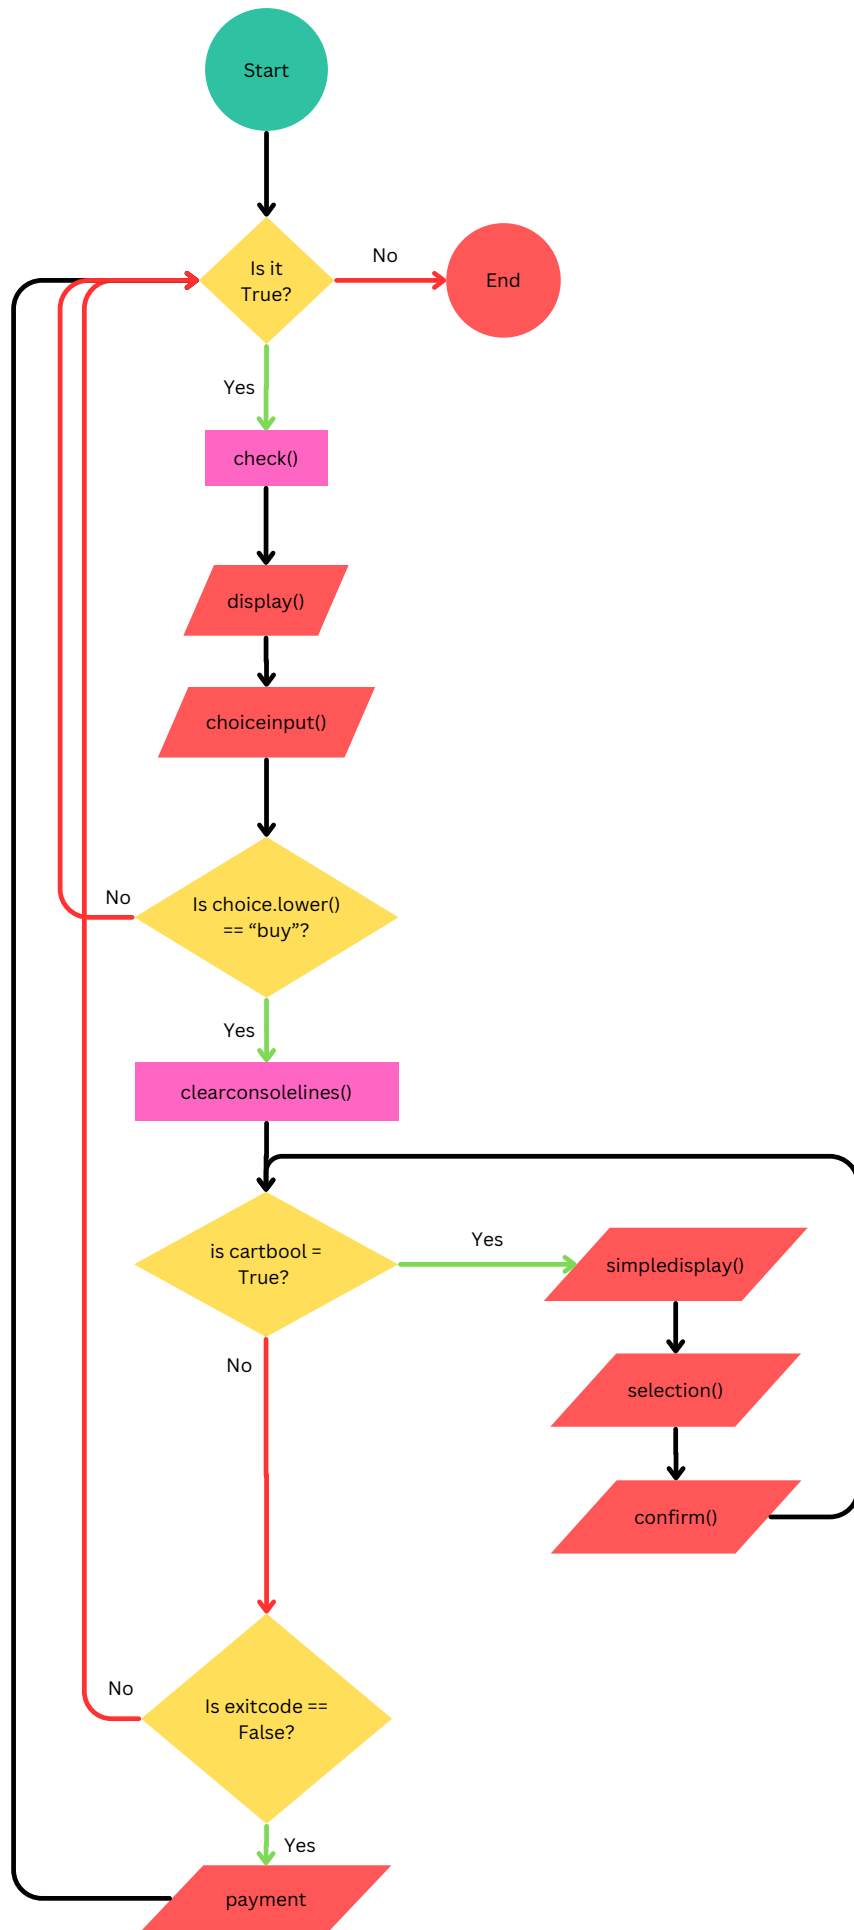 Start
Is it
True?
No
End
Yes
check()
display()
choiceinput()
Is choice.lower()
== “buy”?
No
Yes
clearconsolelines()
is cartbool =
True?
Yes
simpledisplay()
No
selection()
confirm()
Is exitcode ==
False?
No
Yes
payment